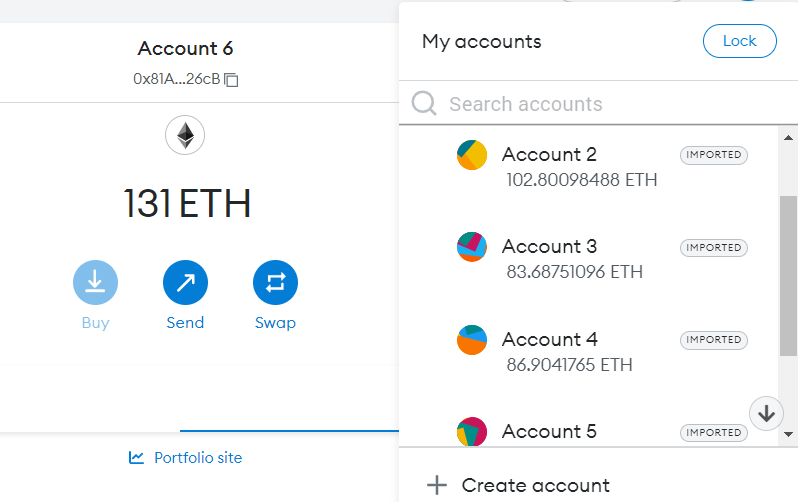 Account 6
0x81A...26cB
131 ETH
Buy
Send
Swap
Portfolio site
My accounts
Lock
Search accounts
Account 2
IMPORTED
102.80098488 ETH
Account 3
IMPORTED
83.68751096 ETH
Account 4
IMPORTED
86.9041765 ETH
Account 5
IMPORTED
Create account